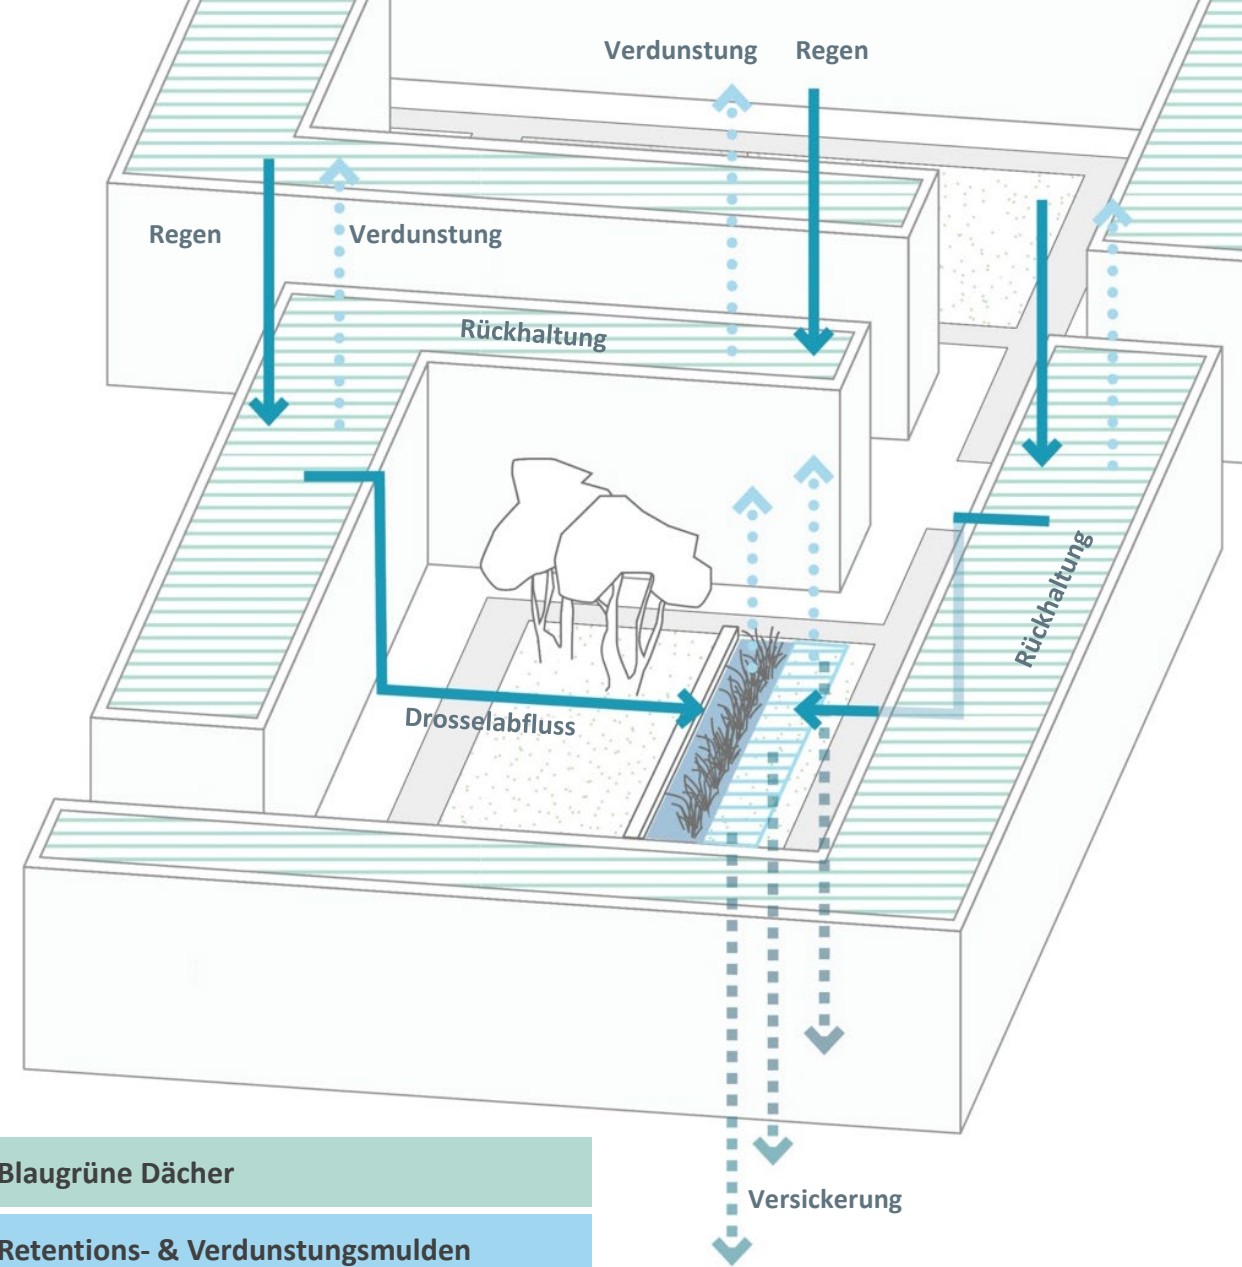 Verdunstung
Regen
Regen
Verdunstung
Rückhaltung
Rückhaltung
Drosselabfluss
Versickerung
Blaugrüne Dächer
Retentions- & Verdunstungsmulden